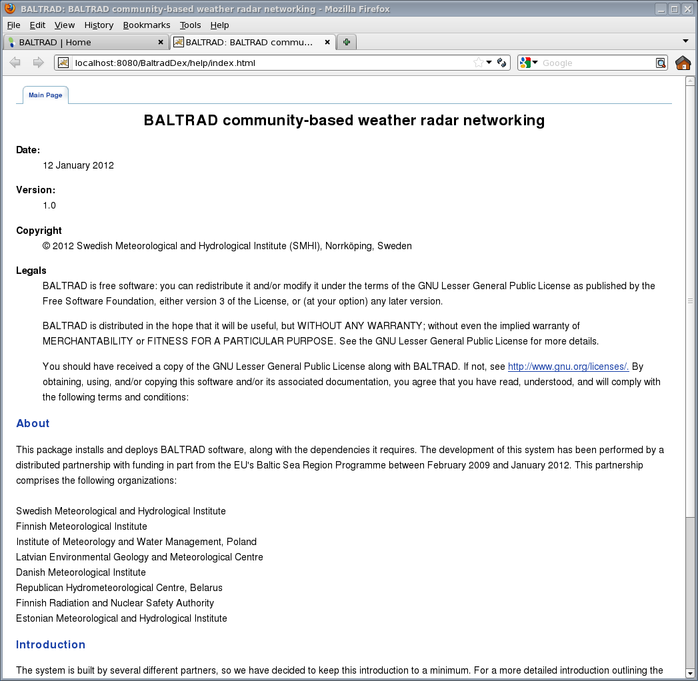 BALTRAD: BALTRAD community-based weather radar networking - Mozilla Firefox
File Edit View History Bookmarks Tools Help
BALTRAD | Home
BALTRAD: BALTRAD commu...
localhost:8080/BaltradDex/help/index.html
Google
Main Page
BALTRAD community-based weather radar networking
Date:
12 January 2012
Version:
1.0
Copyright
© 2012 Swedish Meteorological and Hydrological Institute (SMHI), Norrköping, Sweden
Legals
BALTRAD is free software: you can redistribute it and/or modify it under the terms of the GNU Lesser General Public License as published by the
Free Software Foundation, either version 3 of the License, or (at your option) any later version.
BALTRAD is distributed in the hope that it will be useful, but WITHOUT ANY WARRANTY; without even the implied warranty of
MERCHANTABILITY or FITNESS FOR A PARTICULAR PURPOSE. See the GNU Lesser General Public License for more details.
You should have received a copy of the GNU Lesser General Public License along with BALTRAD. If not, see http://www.gnu.org/licenses/. By
obtaining, using, and/or copying this software and/or its associated documentation, you agree that you have read, understood, and will comply with
the following terms and conditions:
About
This package installs and deploys BALTRAD software, along with the dependencies it requires. The development of this system has been performed by a
distributed partnership with funding in part from the EU's Baltic Sea Region Programme between February 2009 and January 2012. This partnership
comprises the following organizations:
Swedish Meteorological and Hydrological Institute
Finnish Meteorological Institute
Institute of Meteorology and Water Management, Poland
Latvian Environmental Geology and Meteorological Centre
Danish Meteorological Institute
Republican Hydrometeorological Centre, Belarus
Finnish Radiation and Nuclear Safety Authority
Estonian Meteorological and Hydrological Institute
Introduction
The system is built by several different partners, so we have decided to keep this introduction to a minimum. For a more detailed introduction outlining the